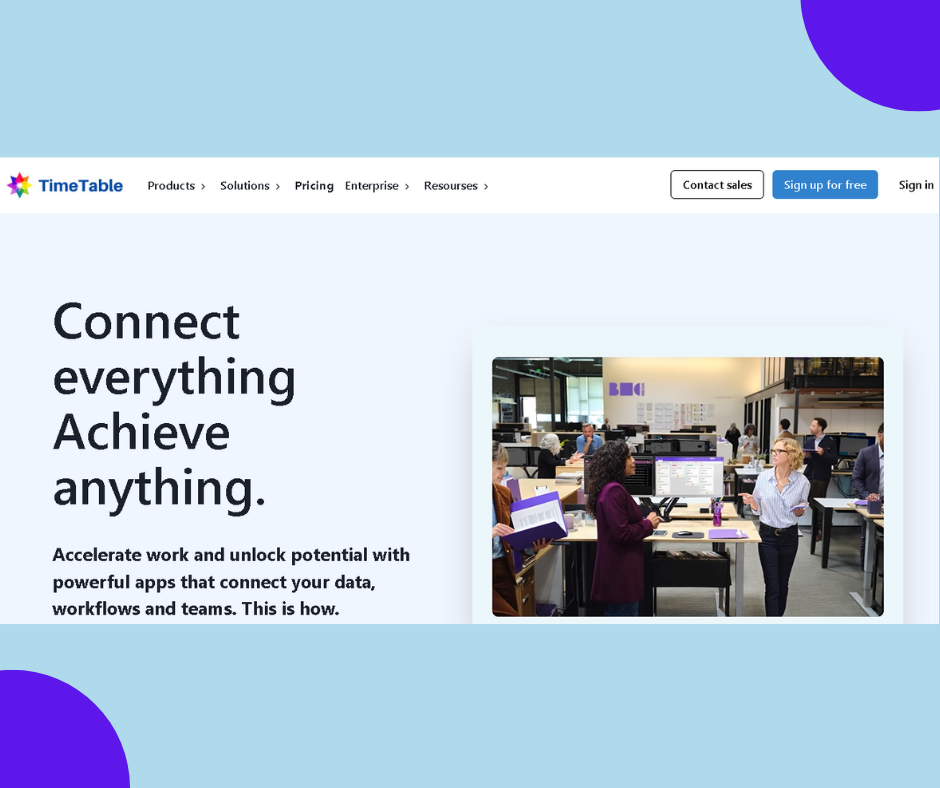 TimeTable
Products
Solutions
Pricing
Enterprise
Resourses
Contact sales
Sign up for free
Sign in
Connect
everything
Achieve
anything.
Accelerate work and unlock potential with
powerful apps that connect your data,
workflows and teams. This is how.